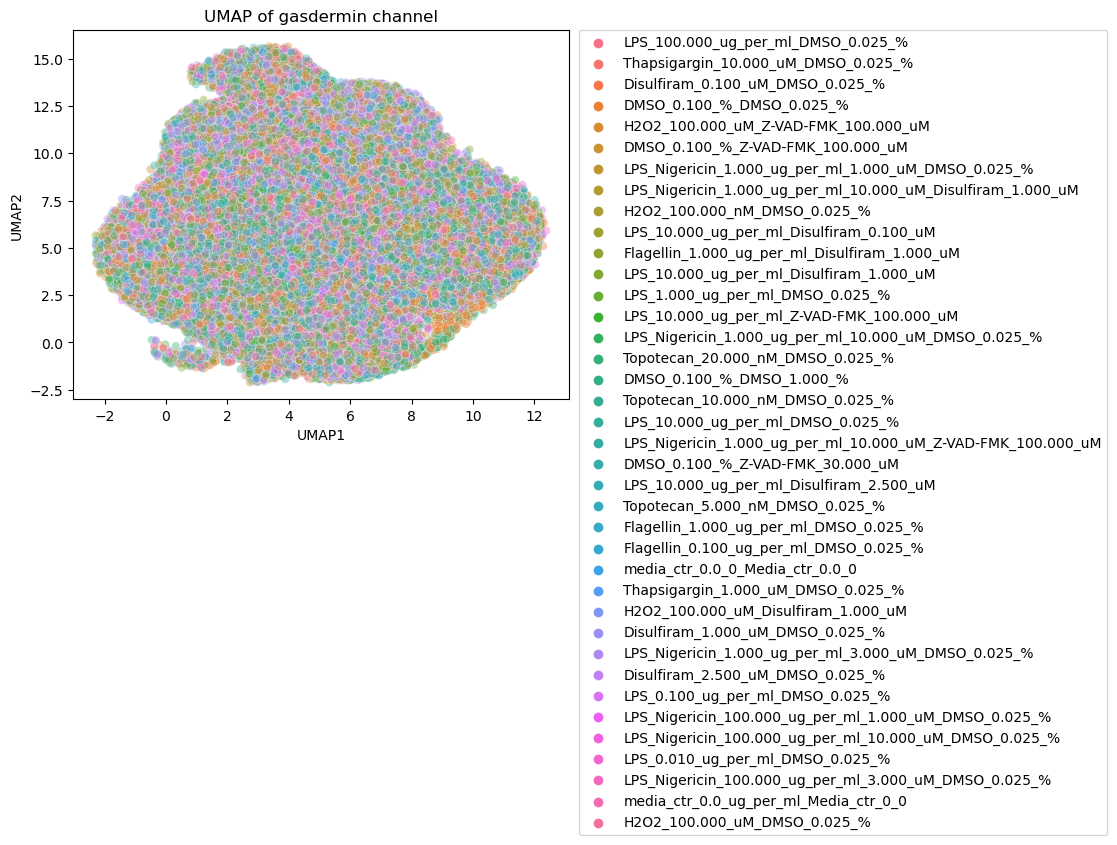 UMAP of gasdermin channel
UMAP2
15.0
12.5
10.0
7.5
5.0
2.5
0.0
−2.5
−2
0
2
4
6
8
10
12
UMAP1
LPS_100.000_ug_per_ml_DMSO_0.025_%
Thapsigargin_10.000_uM_DMSO_0.025_%
Disulfiram_0.100_uM_DMSO_0.025_%
DMSO_0.100_%_DMSO_0.025_%
H2O2_100.000_uM_Z-VAD-FMK_100.000_uM
DMSO_0.100_%_Z-VAD-FMK_100.000_uM
LPS_Nigericin_1.000_ug_per_ml_1.000_uM_DMSO_0.025_%
LPS_Nigericin_1.000_ug_per_ml_10.000_uM_Disulfiram_1.000_uM
H2O2_100.000_nM_DMSO_0.025_%
LPS_10.000_ug_per_ml_Disulfiram_0.100_uM
Flagellin_1.000_ug_per_ml_Disulfiram_1.000_uM
LPS_10.000_ug_per_ml_Disulfiram_1.000_uM
LPS_1.000_ug_per_ml_DMSO_0.025_%
LPS_10.000_ug_per_ml_Z-VAD-FMK_100.000_uM
LPS_Nigericin_1.000_ug_per_ml_10.000_uM_DMSO_0.025_%
Topotecan_20.000_nM_DMSO_0.025_%
DMSO_0.100_%_DMSO_1.000_%
Topotecan_10.000_nM_DMSO_0.025_%
LPS_10.000_ug_per_ml_DMSO_0.025_%
LPS_Nigericin_1.000_ug_per_ml_10.000_uM_Z-VAD-FMK_100.000_uM
DMSO_0.100_%_Z-VAD-FMK_30.000_uM
LPS_10.000_ug_per_ml_Disulfiram_2.500_uM
Topotecan_5.000_nM_DMSO_0.025_%
Flagellin_1.000_ug_per_ml_DMSO_0.025_%
Flagellin_0.100_ug_per_ml_DMSO_0.025_%
media_ctr_0.0_0_Media_ctr_0.0_0
Thapsigargin_1.000_uM_DMSO_0.025_%
H2O2_100.000_uM_Disulfiram_1.000_uM
Disulfiram_1.000_uM_DMSO_0.025_%
LPS_Nigericin_1.000_ug_per_ml_3.000_uM_DMSO_0.025_%
Disulfiram_2.500_uM_DMSO_0.025_%
LPS_0.100_ug_per_ml_DMSO_0.025_%
LPS_Nigericin_100.000_ug_per_ml_1.000_uM_DMSO_0.025_%
LPS_Nigericin_100.000_ug_per_ml_10.000_uM_DMSO_0.025_%
LPS_0.010_ug_per_ml_DMSO_0.025_%
LPS_Nigericin_100.000_ug_per_ml_3.000_uM_DMSO_0.025_%
media_ctr_0.0_ug_per_ml_Media_ctr_0_0
H2O2_100.000_uM_DMSO_0.025_%